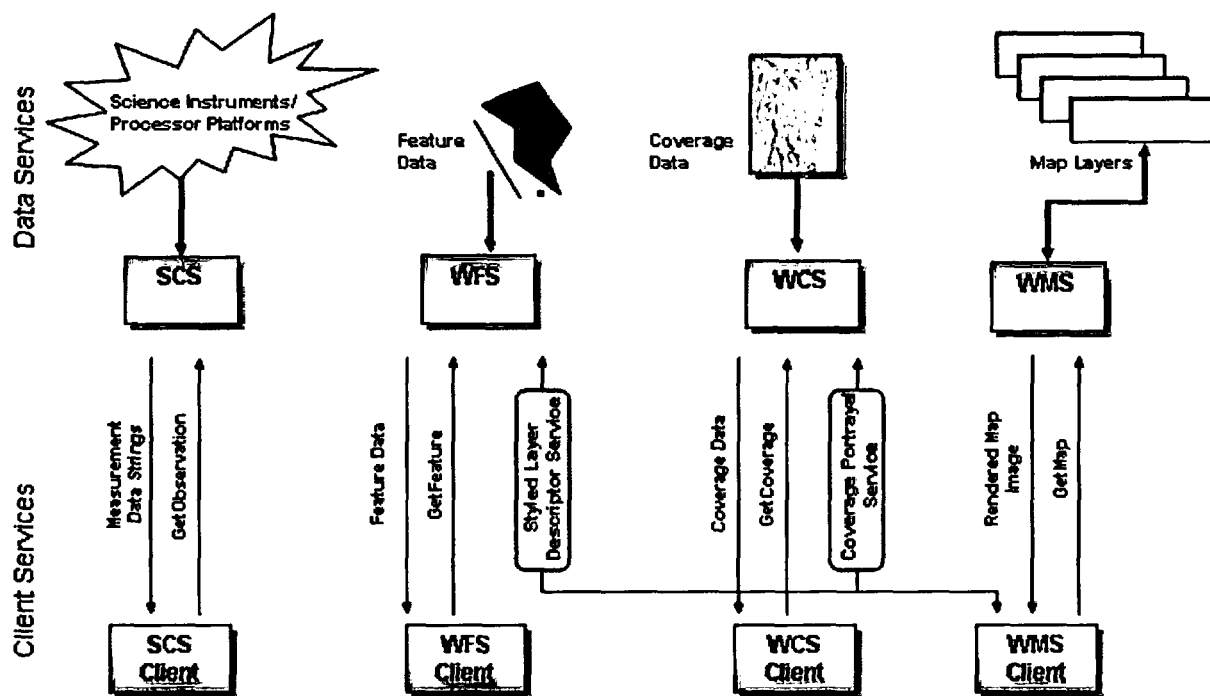 Data Services
Science Instruments/
Processor Platforms
Feature
Data
Coverage
Data
Map Layers
SCS
WFS
WCS
WMS
Client Services
Measurement
Data Strings
GetObservation
Feature Data
GetFeature
Styled Layer
Descriptor Service
Coverage Data
GetCoverage
Coverage Portrayal
Service
Rendered Map
Image
GetMap
SCS
Client
WFS
Client
WCS
Client
WMS
Client